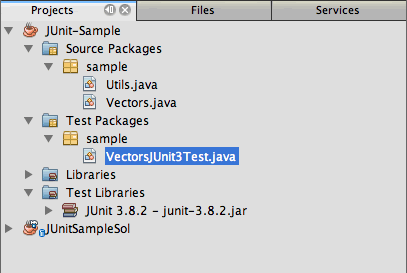 Projects Files Services
JUnit-Sample
Source Packages
sample
Utils.java
Vectors.java
Test Packages
sample
VectorsJUnit3Test.java
Libraries
Test Libraries
JUnit 3.8.2 - junit-3.8.2.jar
JUnitSampleSol